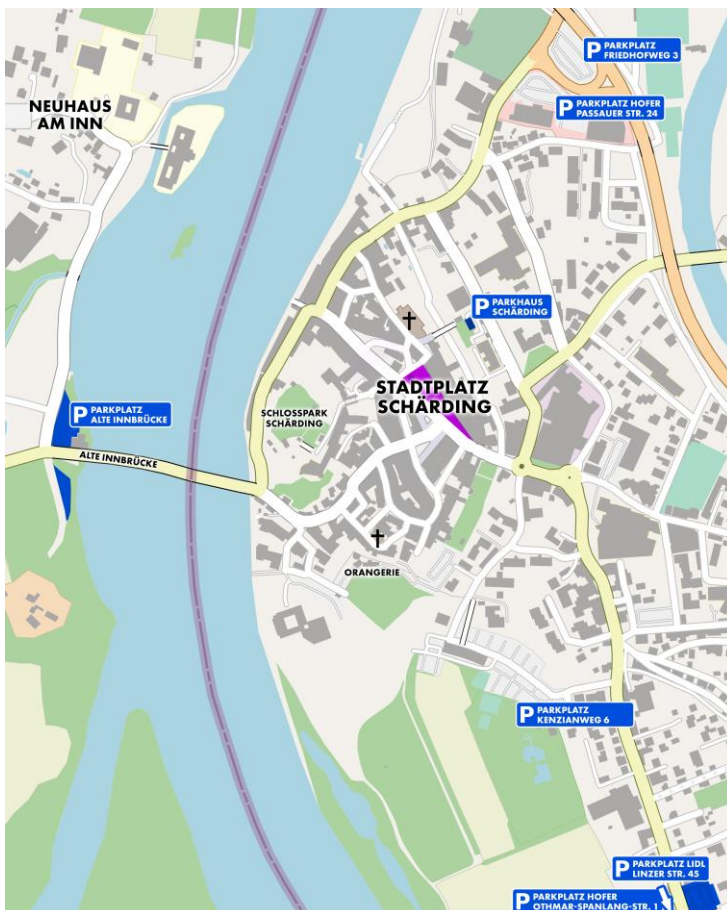 P PARKPLATZ
FRIEDHOFWEG 3
NEUHAUS
AM INN
P PARKPLATZ HOFER
PASSAUER STR. 24
P PARKHAUS
SCHÄRDING
STADTPLATZ
SCHÄRDING
P PARKPLATZ
ALTE INNBRÜCKE
SCHLOSSPARK
SCHÄRDING
ALTE INNBRÜCKE
ORANGERIE
P PARKPLATZ
KENZIANWEG 6
P PARKPLATZ LIDL
LINZER STR. 45
P PARKPLATZ HOFER
OTHMAR-SPANLANG-STR. 1